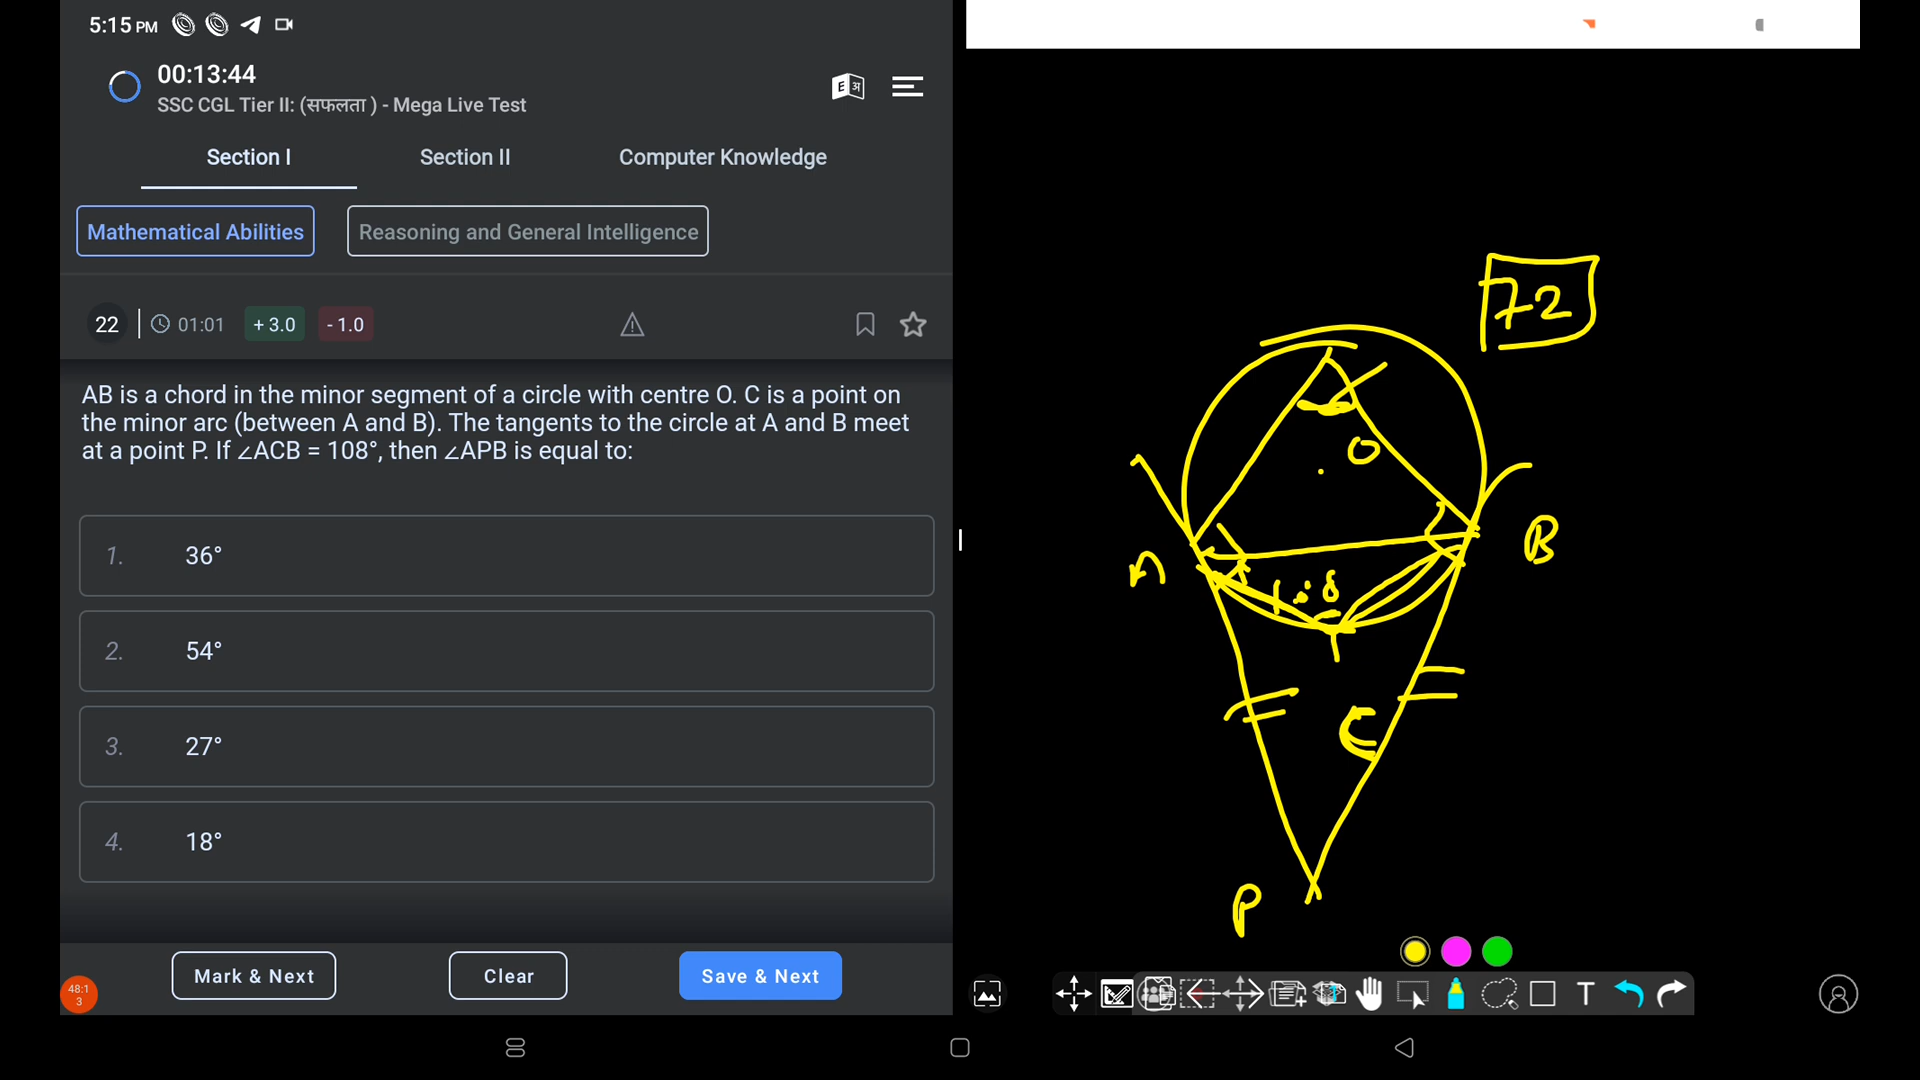 5:15 PM
00:13:44
SSC CGL Tier II: (सफलता ) - Mega Live Test
E अ
Section I
Section II
Computer Knowledge
Mathematical Abilities
Reasoning and General Intelligence
22
01:01
+ 3.0
- 1.0
AB is a chord in the minor segment of a circle with centre O. C is a point on
the minor arc (between A and B). The tangents to the circle at A and B meet
at a point P. If ∠ACB = 108°, then ∠APB is equal to:
1. 36°
2. 54°
3. 27°
4. 18°
Mark & Next
Clear
Save & Next
48:1
3
72
O
A
B
108
C
P
T